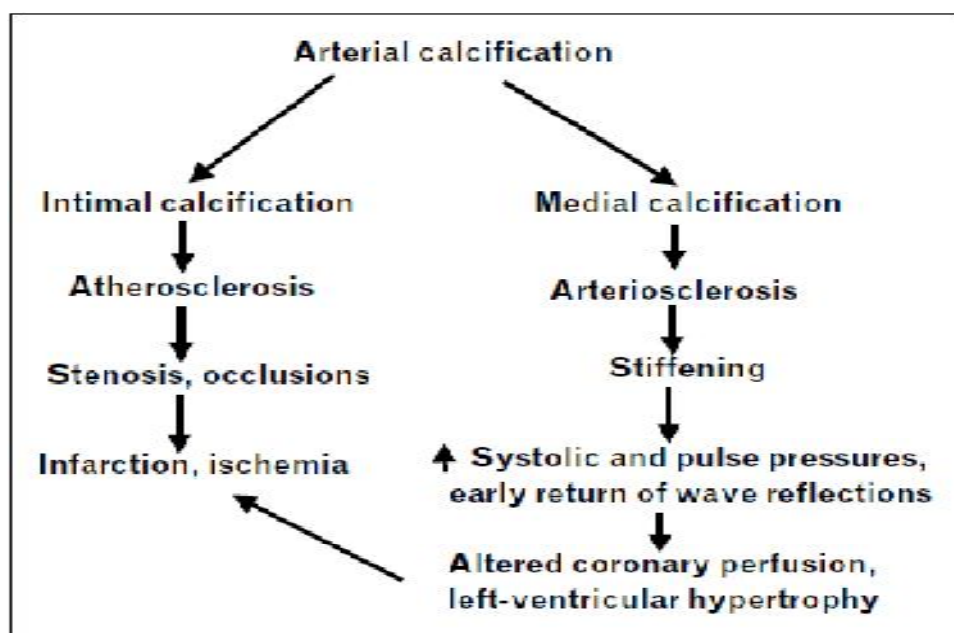 Arterial calcification
Intimal calcification
Medial calcification
Atherosclerosis
Arteriosclerosis
Stenosis, occlusions
Stiffening
Infarction, ischemia
Systolic and pulse pressures,
early return of wave reflections
Altered coronary perfusion,
left-ventricular hypertrophy